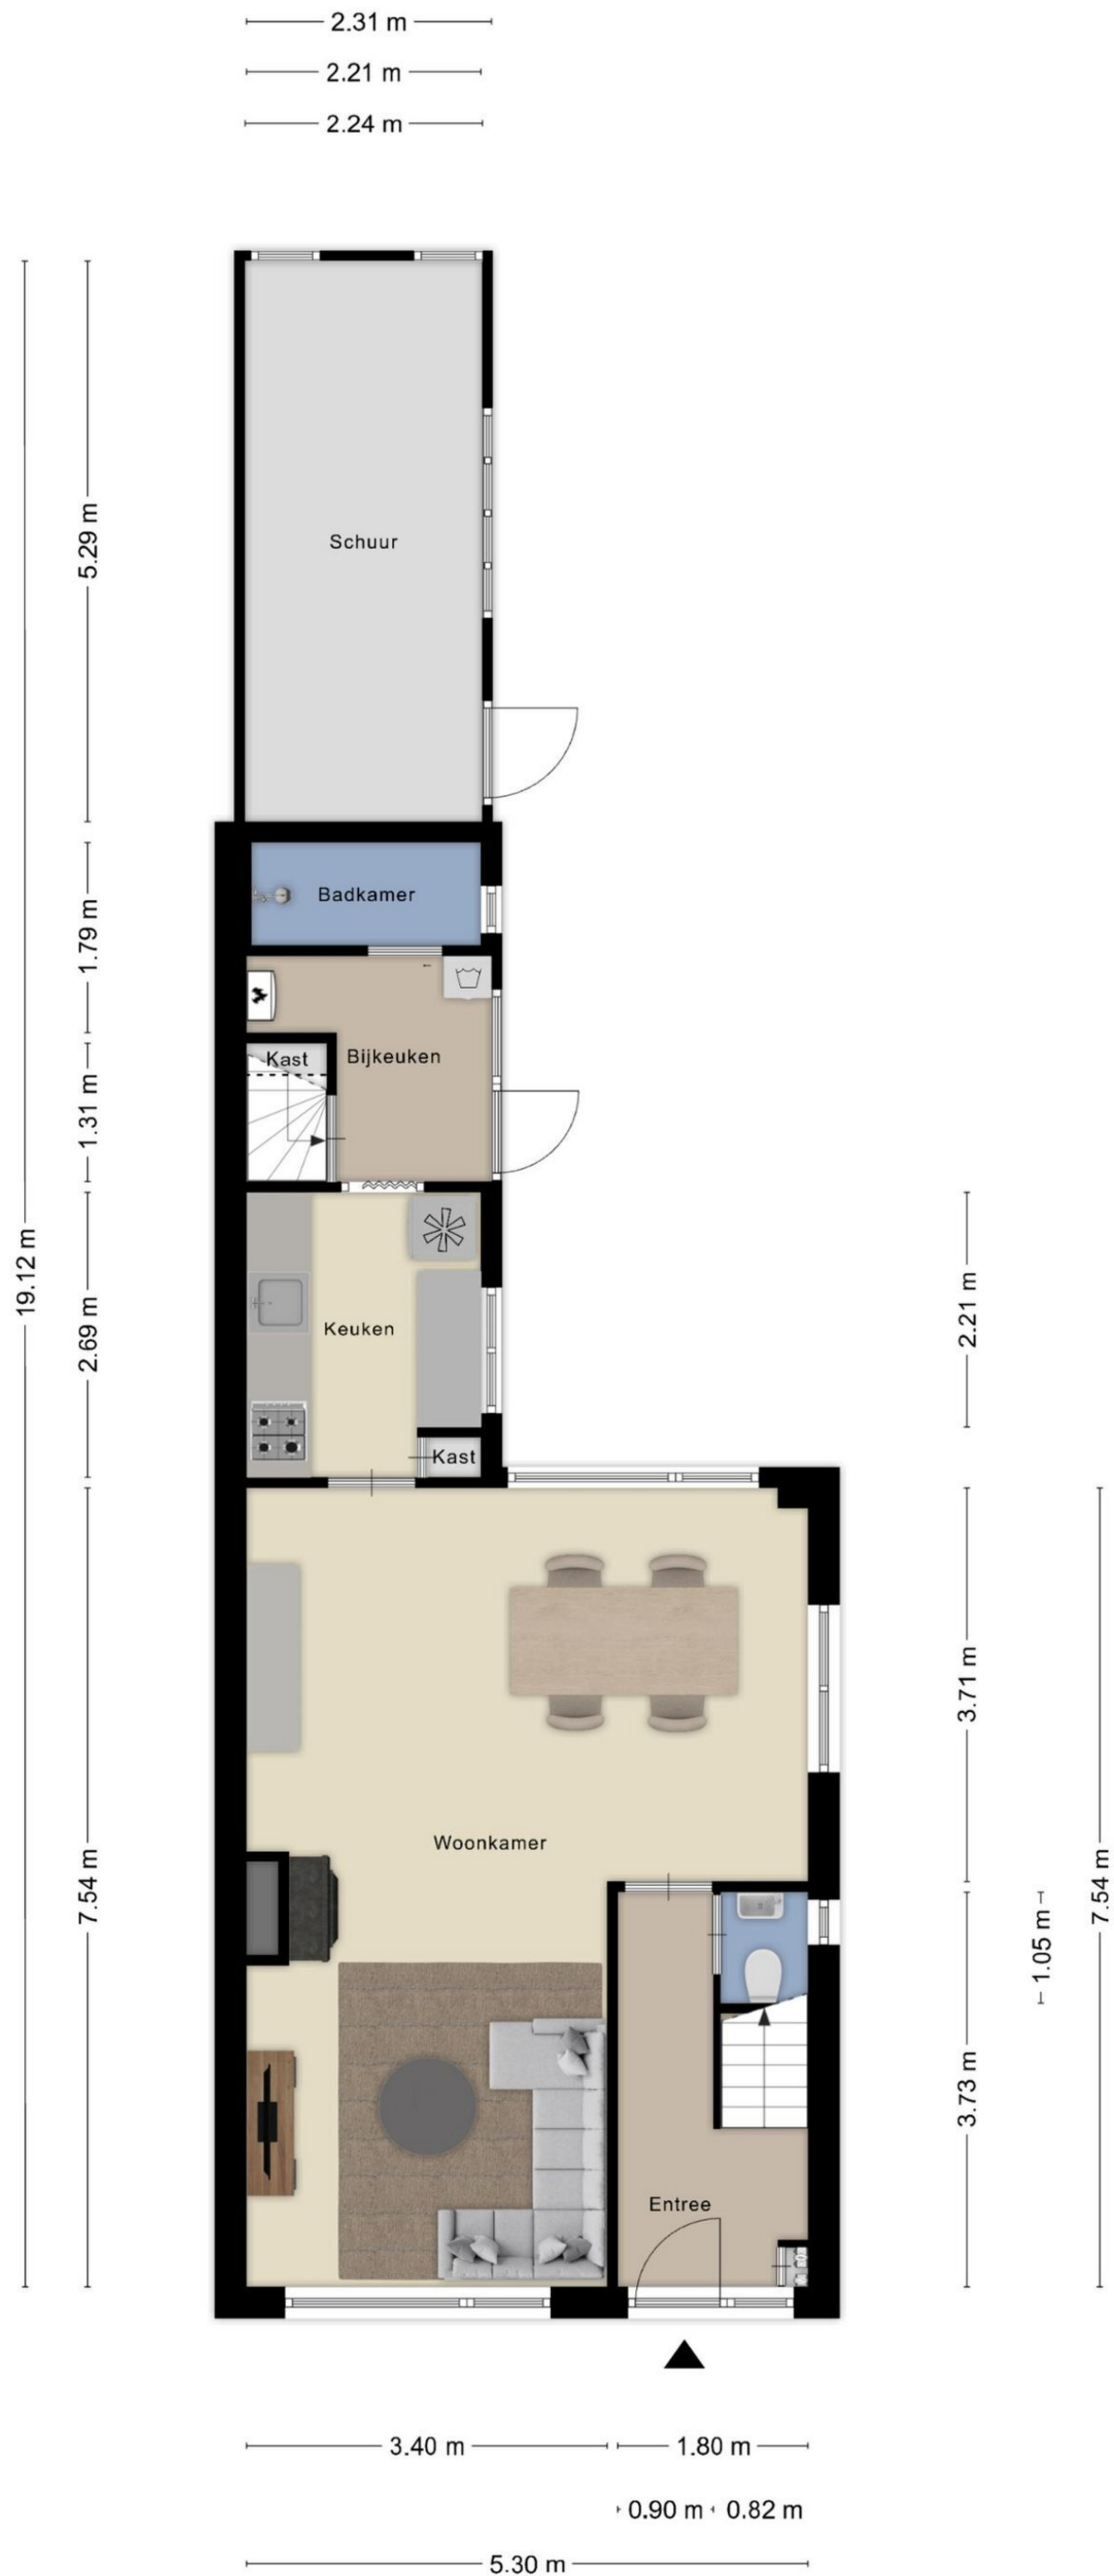 2.31 m
2.21 m
2.24 m
5.29 m
Schuur
Badkamer
1.79 m
Kast
Bijkeuken
1.31 m
19.12 m
2.69 m
Keuken
2.21 m
Kast
3.71 m
Woonkamer
7.54 m
7.54 m
1.05 m
3.73 m
Entree
3.40 m
1.80 m
0.90 m
0.82 m
5.30 m